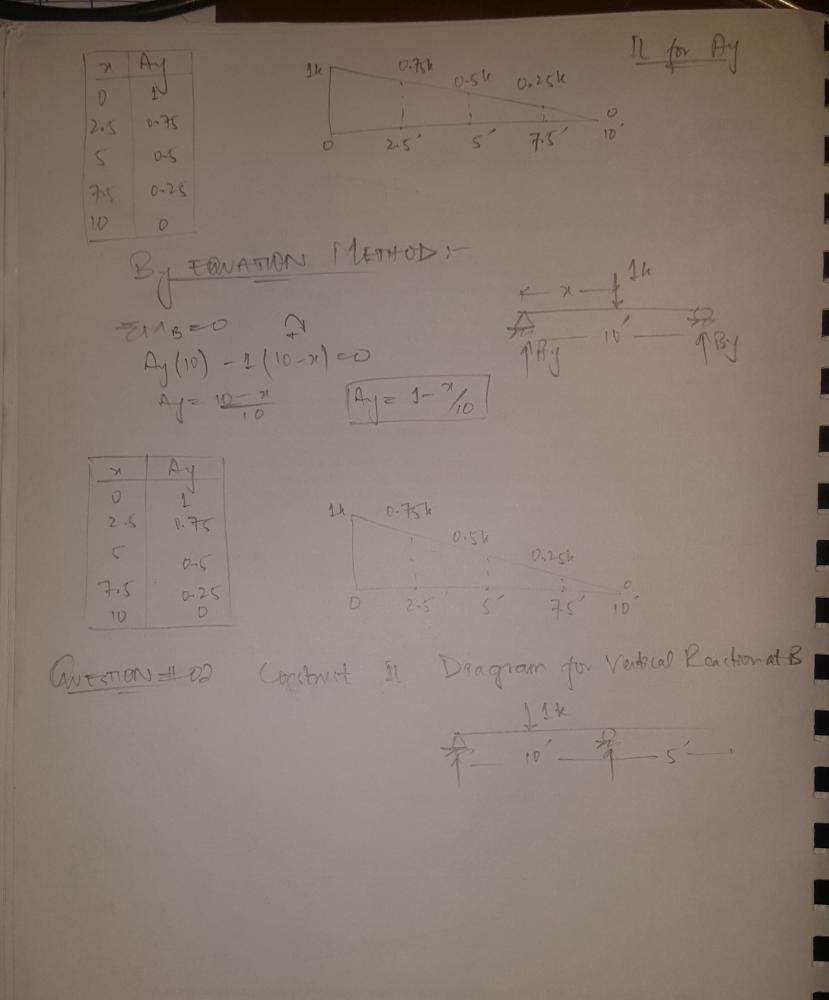 IL for Ay
x Ay
0 1
2.5 0.75
5 0.5
7.5 0.25
10 0
1k 0.75k 0.5k 0.25k 0
0 2.5' 5' 7.5' 10'
By EQUATION METHOD:-
ΣMB=0
Ay(10) - 1(10-x)=0
Ay= 10-x/10
Ay= 1-x/10
1k
x
10'
Ay By
x Ay
0 1
2.5 0.75
5 0.5
7.5 0.25
10 0
1k 0.75k 0.5k 0.25k 0
0 2.5' 5' 7.5' 10'
QUESTION # 02 Construct IL Diagram for Vertical Reaction at B
1k
10' 5'